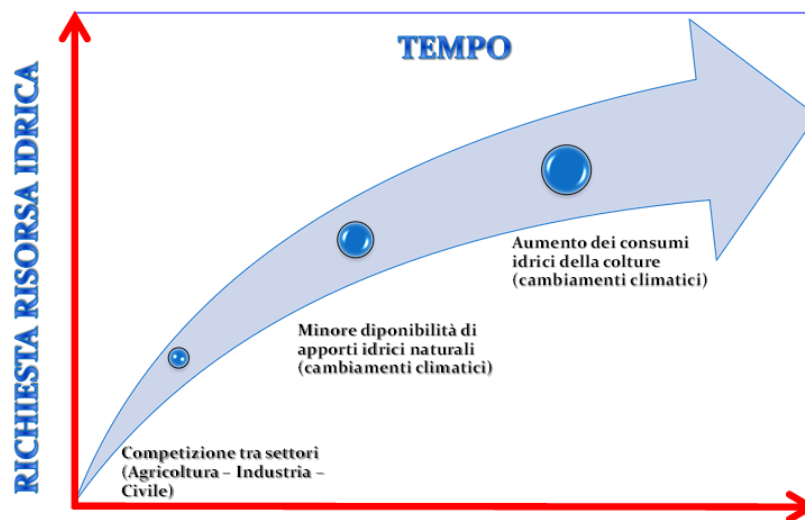 TEMPO
RICHIESTA RISORSA IDRICA
Aumento dei consumi
idrici della colture
(cambiamenti climatici)
Minore diponibilità di
apporti idrici naturali
(cambiamenti climatici)
Competizione tra settori
(Agricoltura – Industria –
Civile)